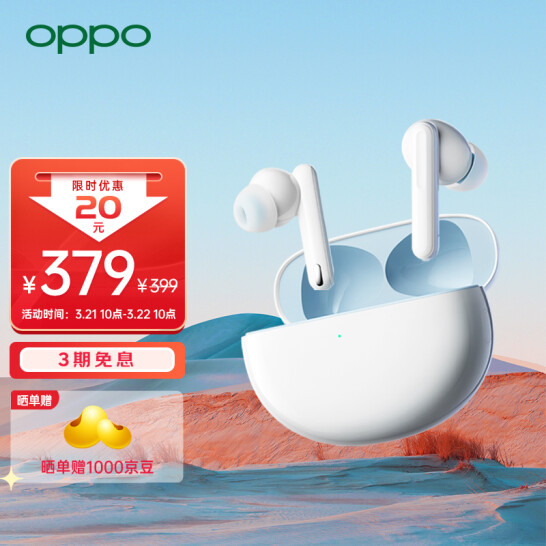 oppo
限时优惠
20
元
¥379 ¥399
活动时间：3.21 10点-3.22 10点
3期免息
晒单赠
晒单赠1000京豆